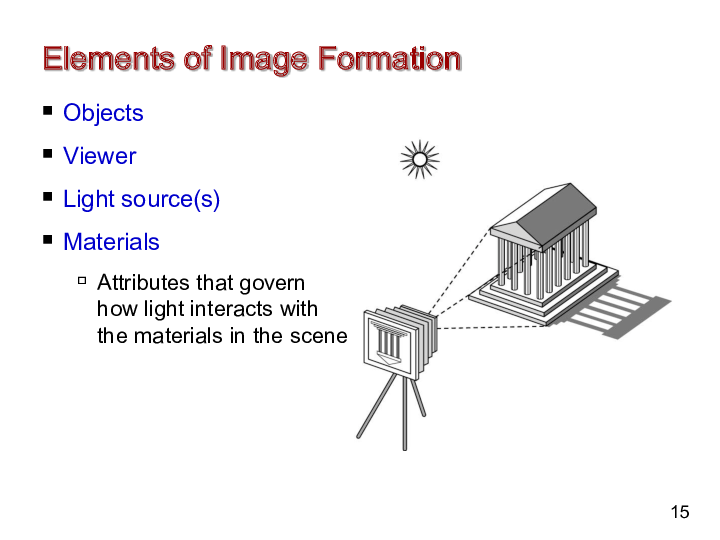 Elements of Image Formation
Objects
Viewer
Light source(s)
Materials
Attributes that govern
how light interacts with
the materials in the scene
15